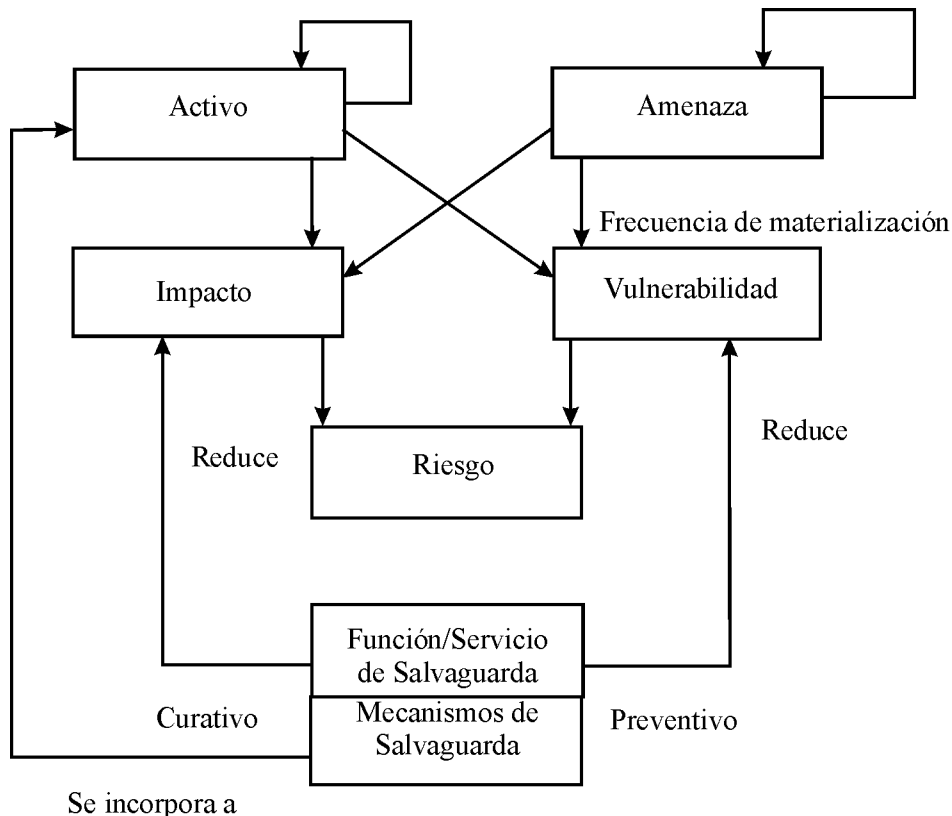 Activo
Amenaza
Frecuencia de materialización
Impacto
Vulnerabilidad
Reduce
Riesgo
Reduce
Función/Servicio
de Salvaguarda
Curativo
Mecanismos de
Salvaguarda
Preventivo
Se incorpora a